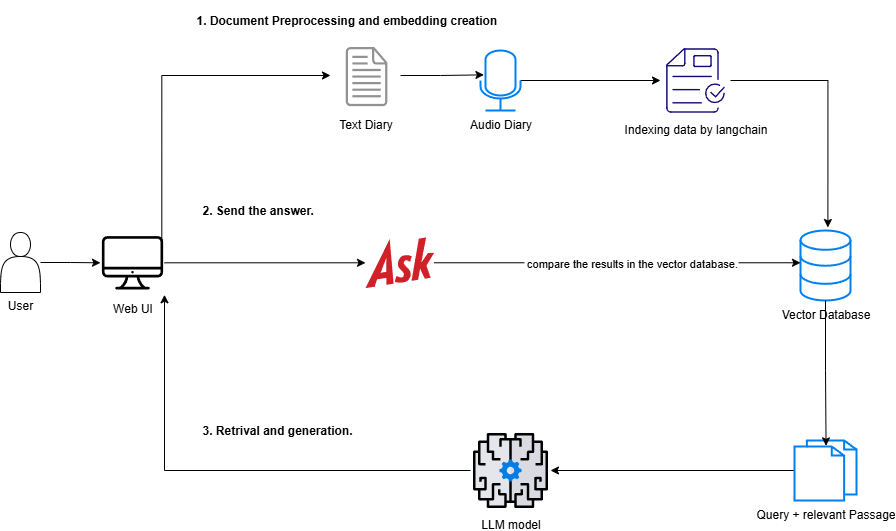 1. Document Preprocessing and embedding creation
Text Diary
Audio Diary
Indexing data by langchain
2. Send the answer.
Ask
compare the results in the vector database.
User
Web UI
Vector Database
3. Retrival and generation.
LLM model
Query + relevant Passage